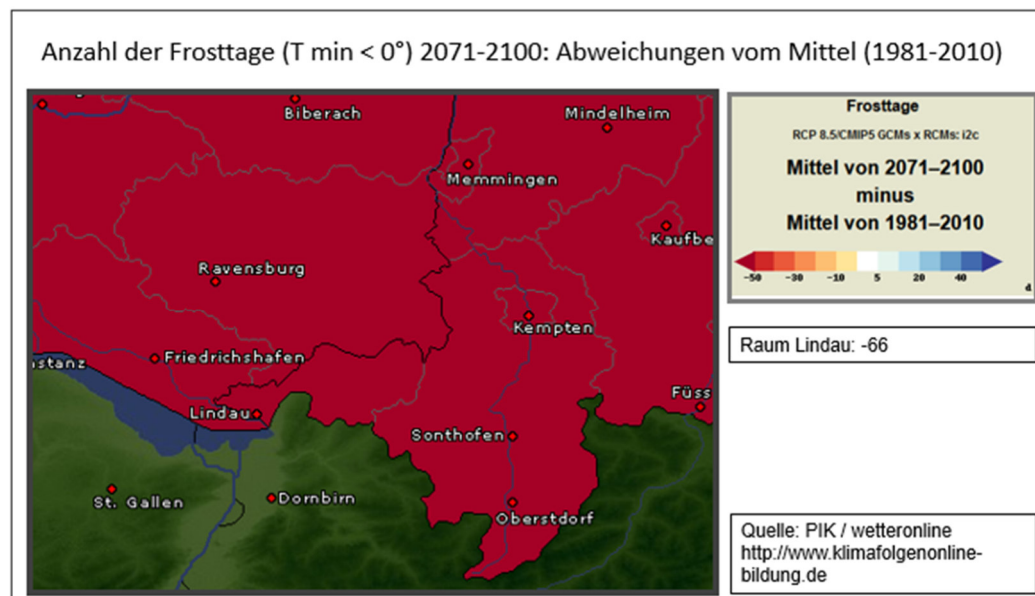 Anzahl der Frosttage (T min < 0°) 2071-2100: Abweichungen vom Mittel (1981-2010)
Biberach
Mindelheim
Memmingen
Kaufbe
Ravensburg
Kempten
Friedrichshafen
nstanz
Füss
Lindau
Sonthofen
St. Gallen
Dornbirn
Oberstdorf
Frosttage
RCP 8.5/CMIP5 GCMs x RCMs: i2c
Mittel von 2071–2100
minus
Mittel von 1981–2010
-50 -30 -10 5 20 40
d
Raum Lindau: -66
Quelle: PIK / wetteronline
http://www.klimafolgenonline-
bildung.de